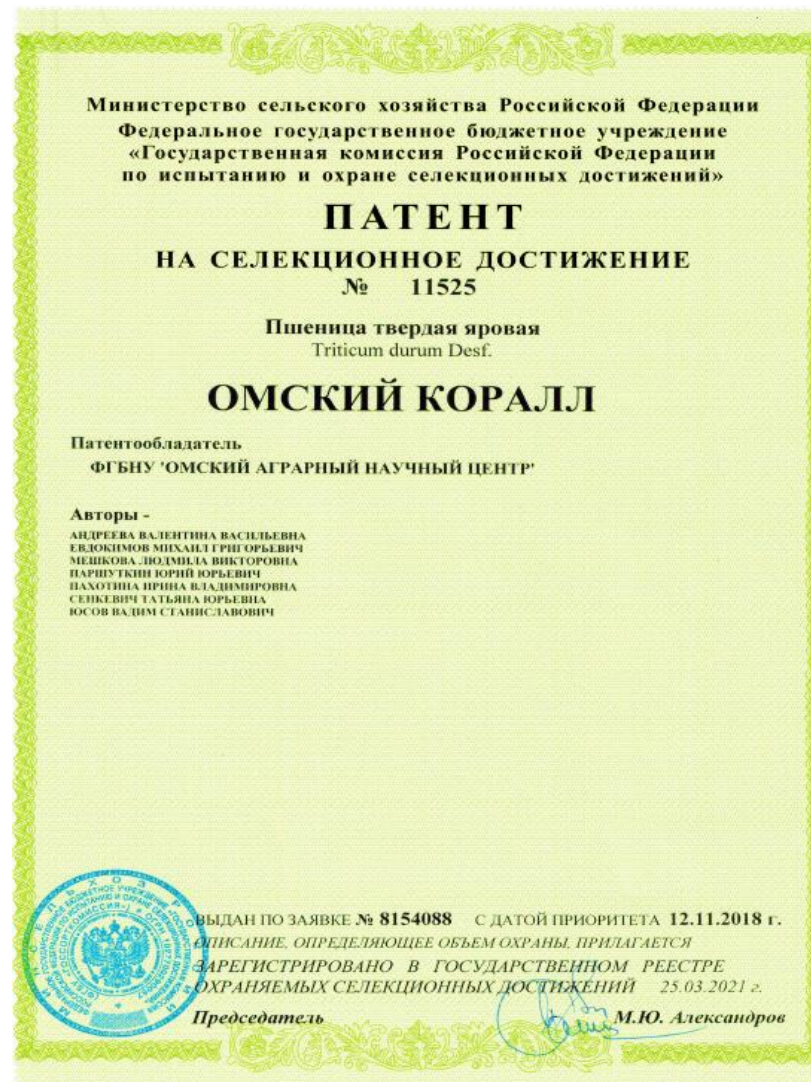 Министерство сельского хозяйства Российской Федерации
Федеральное государственное бюджетное учреждение
«Государственная комиссия Российской Федерации
по испытанию и охране селекционных достижений»
ПАТЕНТ
НА СЕЛЕКЦИОННОЕ ДОСТИЖЕНИЕ
№ 11525
Пшеница твердая яровая
Triticum durum Desf.
ОМСКИЙ КОРАЛЛ
Патентообладатель
ФГБНУ 'ОМСКИЙ АГРАРНЫЙ НАУЧНЫЙ ЦЕНТР'
Авторы -
АНДРЕЕВА ВАЛЕНТИНА ВАСИЛЬЕВНА
ЕВДОКИМОВ МИХАИЛ ГРИГОРЬЕВИЧ
МЕШКОВА ЛЮДМИЛА ВИКТОРОВНА
ПАРШУТКИН ЮРИЙ ЮРЬЕВИЧ
ПАХОТИНА ИРИНА ВЛАДИМИРОВНА
СЕНКЕВИЧ ТАТЬЯНА ЮРЬЕВНА
ЮСОВ ВАДИМ СТАНИСЛАВОВИЧ
ВЫДАН ПО ЗАЯВКЕ № 8154088 С ДАТОЙ ПРИОРИТЕТА 12.11.2018 г.
ОПИСАНИЕ, ОПРЕДЕЛЯЮЩЕЕ ОБЪЕМ ОХРАНЫ, ПРИЛАГАЕТСЯ
ЗАРЕГИСТРИРОВАНО В ГОСУДАРСТВЕННОМ РЕЕСТРЕ
ОХРАНЯЕМЫХ СЕЛЕКЦИОННЫХ ДОСТИЖЕНИЙ 25.03.2021 г.
Председатель М.Ю. Александров